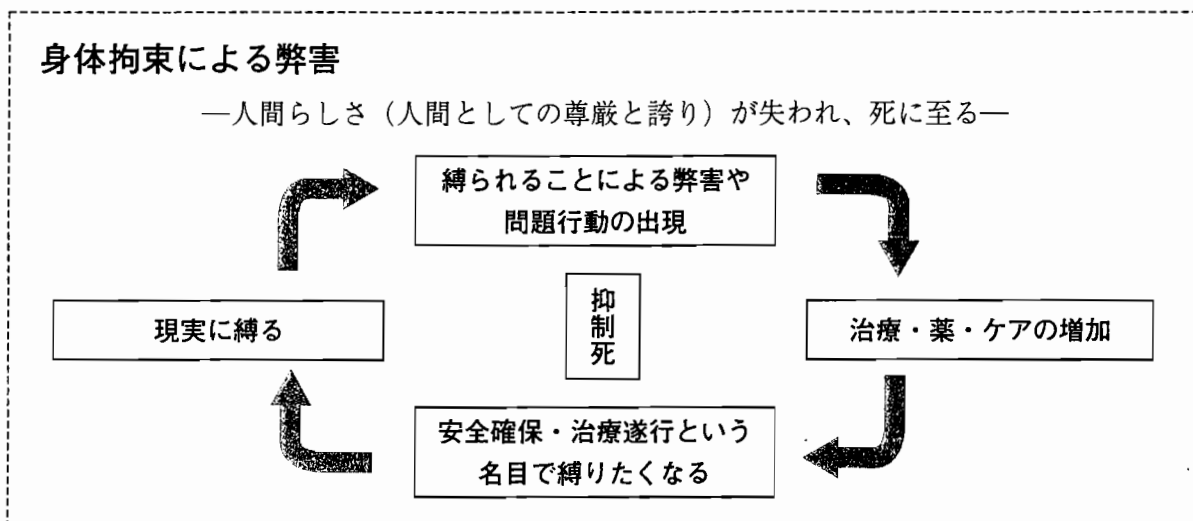 身体拘束による弊害
―人間らしさ（人間としての尊厳と誇り）が失われ、死に至る―
縛られることによる弊害や
問題行動の出現
現実に縛る
抑制死
治療・薬・ケアの増加
安全確保・治療遂行という
名目で縛りたくなる